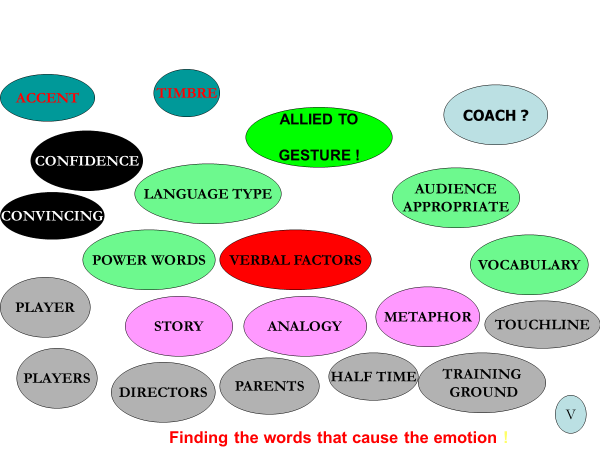 ACCENT
TIMBRE
ALLIED TO
GESTURE !
COACH ?
CONFIDENCE
LANGUAGE TYPE
AUDIENCE
APPROPRIATE
CONVINCING
POWER WORDS
VERBAL FACTORS
VOCABULARY
PLAYER
STORY
ANALOGY
METAPHOR
TOUCHLINE
PLAYERS
DIRECTORS
PARENTS
HALF TIME
TRAINING
GROUND
V
Finding the words that cause the emotion !